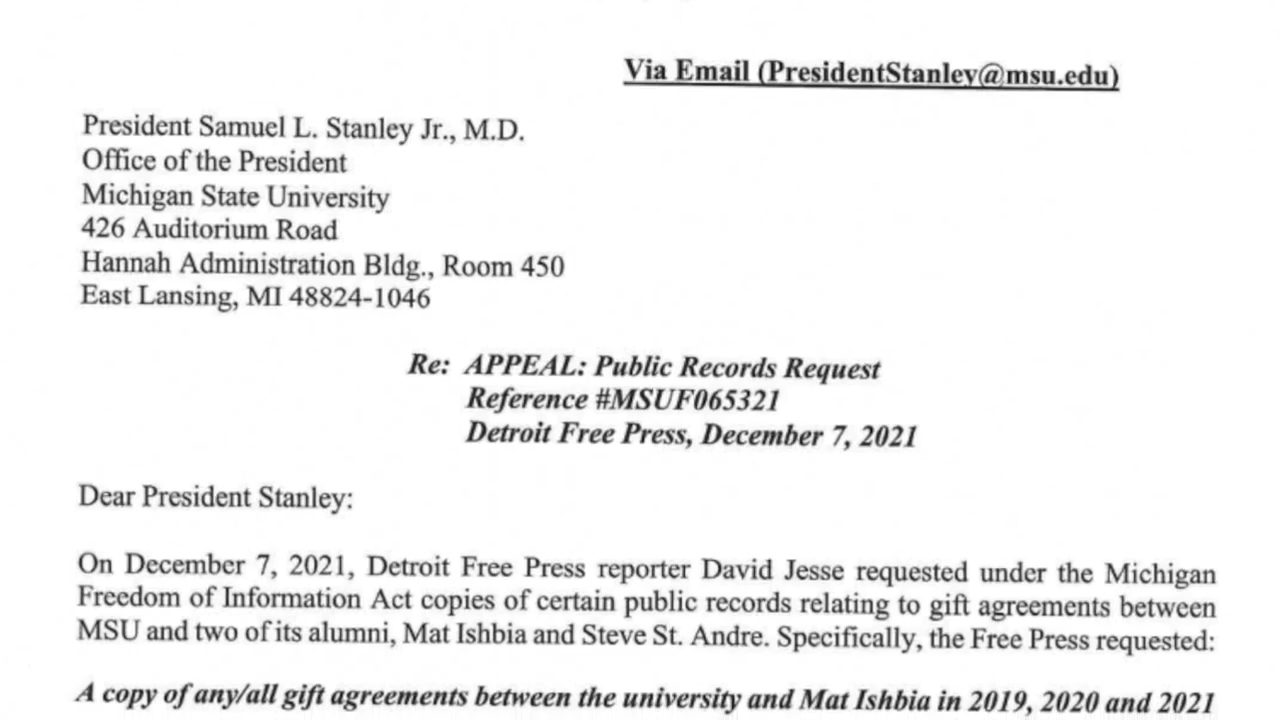 Via Email (PresidentStanley@msu.edu)
President Samuel L. Stanley Jr., M.D.
Office of the President
Michigan State University
426 Auditorium Road
Hannah Administration Bldg., Room 450
East Lansing, MI 48824-1046
Re: APPEAL: Public Records Request
Reference #MSUF065321
Detroit Free Press, December 7, 2021
Dear President Stanley:
On December 7, 2021, Detroit Free Press reporter David Jesse requested under the Michigan
Freedom of Information Act copies of certain public records relating to gift agreements between
MSU and two of its alumni, Mat Ishbia and Steve St. Andre. Specifically, the Free Press requested:
A copy of any/all gift agreements between the university and Mat Ishbia in 2019, 2020 and 2021